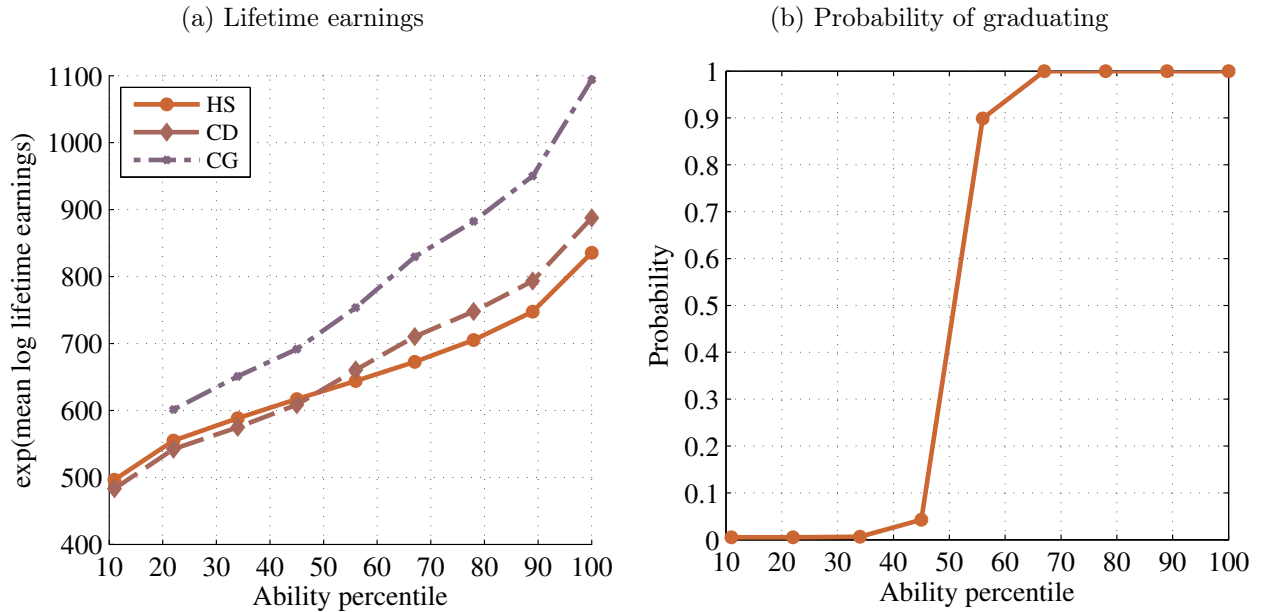 (a) Lifetime earnings
exp(mean log lifetime earnings)
1100
1000
900
800
700
600
500
400
HS
CD
CG
10 20 30 40 50 60 70 80 90 100
Ability percentile
(b) Probability of graduating
Probability
1
0.9
0.8
0.7
0.6
0.5
0.4
0.3
0.2
0.1
0
10 20 30 40 50 60 70 80 90 100
Ability percentile